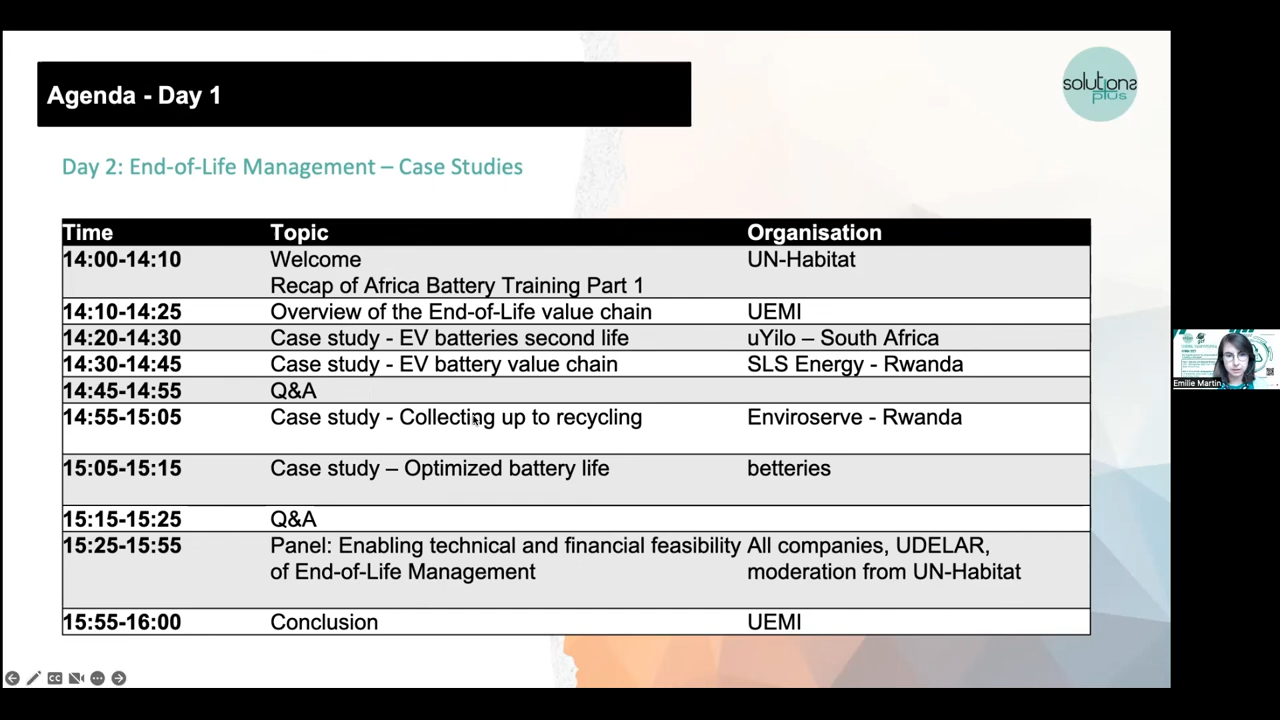 Agenda - Day 1
solutions
plus
Day 2: End-of-Life Management – Case Studies
Time Topic Organisation
14:00-14:10 Welcome UN-Habitat
Recap of Africa Battery Training Part 1
14:10-14:25 Overview of the End-of-Life value chain UEMI
14:20-14:30 Case study - EV batteries second life uYilo – South Africa
14:30-14:45 Case study - EV battery value chain SLS Energy - Rwanda
14:45-14:55 Q&A
14:55-15:05 Case study - Collecting up to recycling Enviroserve - Rwanda
15:05-15:15 Case study – Optimized battery life betteries
15:15-15:25 Q&A
15:25-15:55 Panel: Enabling technical and financial feasibility All companies, UDELAR,
of End-of-Life Management moderation from UN-Habitat
15:55-16:00 Conclusion UEMI
Emilie Martin
CC